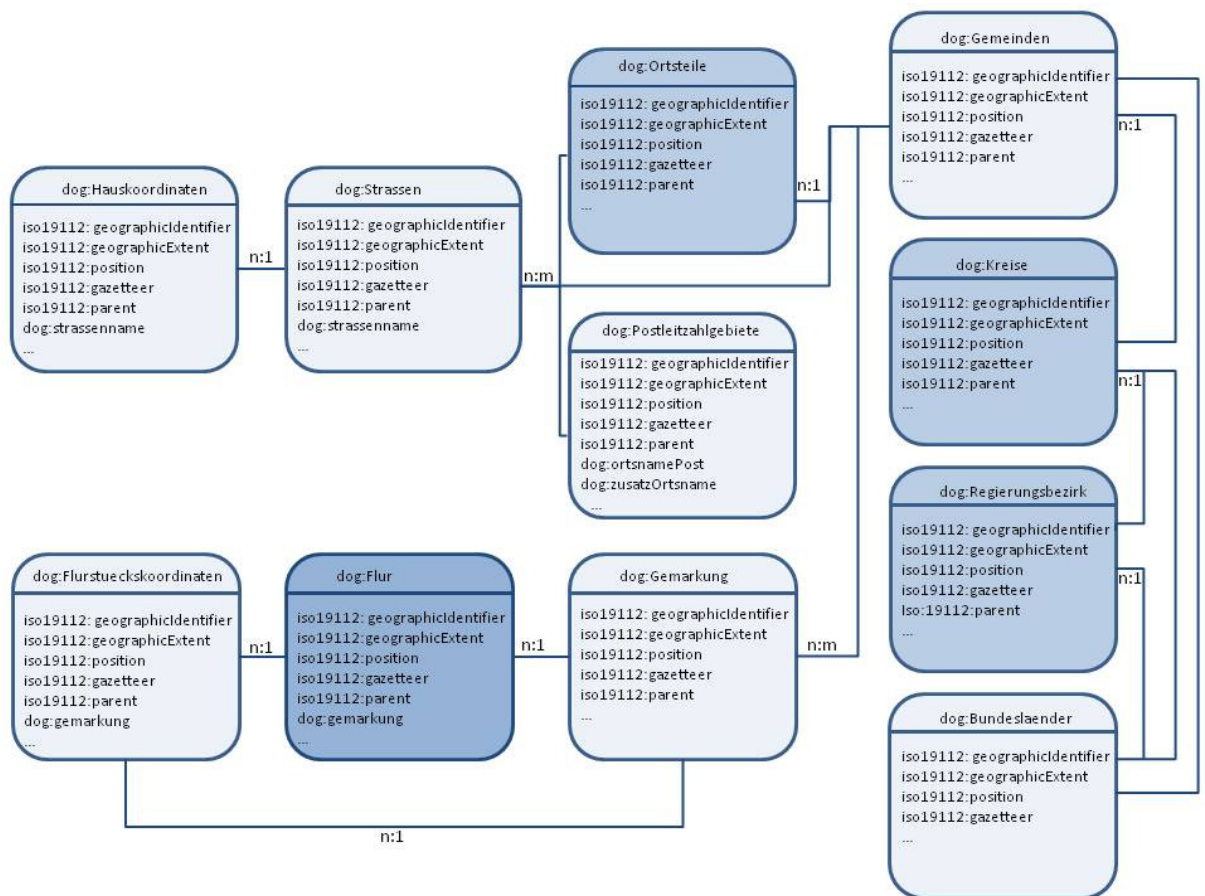 dog:Hauskoordinaten
iso19112: geographicIdentifier
iso19112:geographicExtent
iso19112:position
iso19112:gazetteer
iso19112:parent
dog:strassenname
...
n:1
dog:Strassen
iso19112: geographicIdentifier
iso19112:geographicExtent
iso19112:position
iso19112:gazetteer
iso19112:parent
dog:strassenname
...
n:m
dog:Ortsteile
iso19112: geographicIdentifier
iso19112:geographicExtent
iso19112:position
iso19112:gazetteer
iso19112:parent
...
n:1
dog:Postleitzahlgebiete
iso19112: geographicIdentifier
iso19112:geographicExtent
iso19112:position
iso19112:gazetteer
iso19112:parent
dog:ortsnamePost
dog:zusatzOrtsname
...
dog:Gemeinden
iso19112: geographicIdentifier
iso19112:geographicExtent
iso19112:position
iso19112:gazetteer
iso19112:parent
...
n:1
dog:Kreise
iso19112: geographicIdentifier
iso19112:geographicExtent
iso19112:position
iso19112:gazetteer
iso19112:parent
...
n:1
dog:Regierungsbezirk
iso19112: geographicIdentifier
iso19112:geographicExtent
iso19112:position
iso19112:gazetteer
Iso:19112:parent
...
n:1
dog:Bundeslaender
iso19112: geographicIdentifier
iso19112:geographicExtent
iso19112:position
iso19112:gazetteer
...
dog:Flurstueckskoordinaten
iso19112: geographicIdentifier
iso19112:geographicExtent
iso19112:position
iso19112:gazetteer
iso19112:parent
dog:gemarkung
...
n:1
dog:Flur
iso19112: geographicIdentifier
iso19112:geographicExtent
iso19112:position
iso19112:gazetteer
iso19112:parent
dog:gemarkung
...
n:1
dog:Gemarkung
iso19112: geographicIdentifier
iso19112:geographicExtent
iso19112:position
iso19112:gazetteer
iso19112:parent
...
n:m
n:1